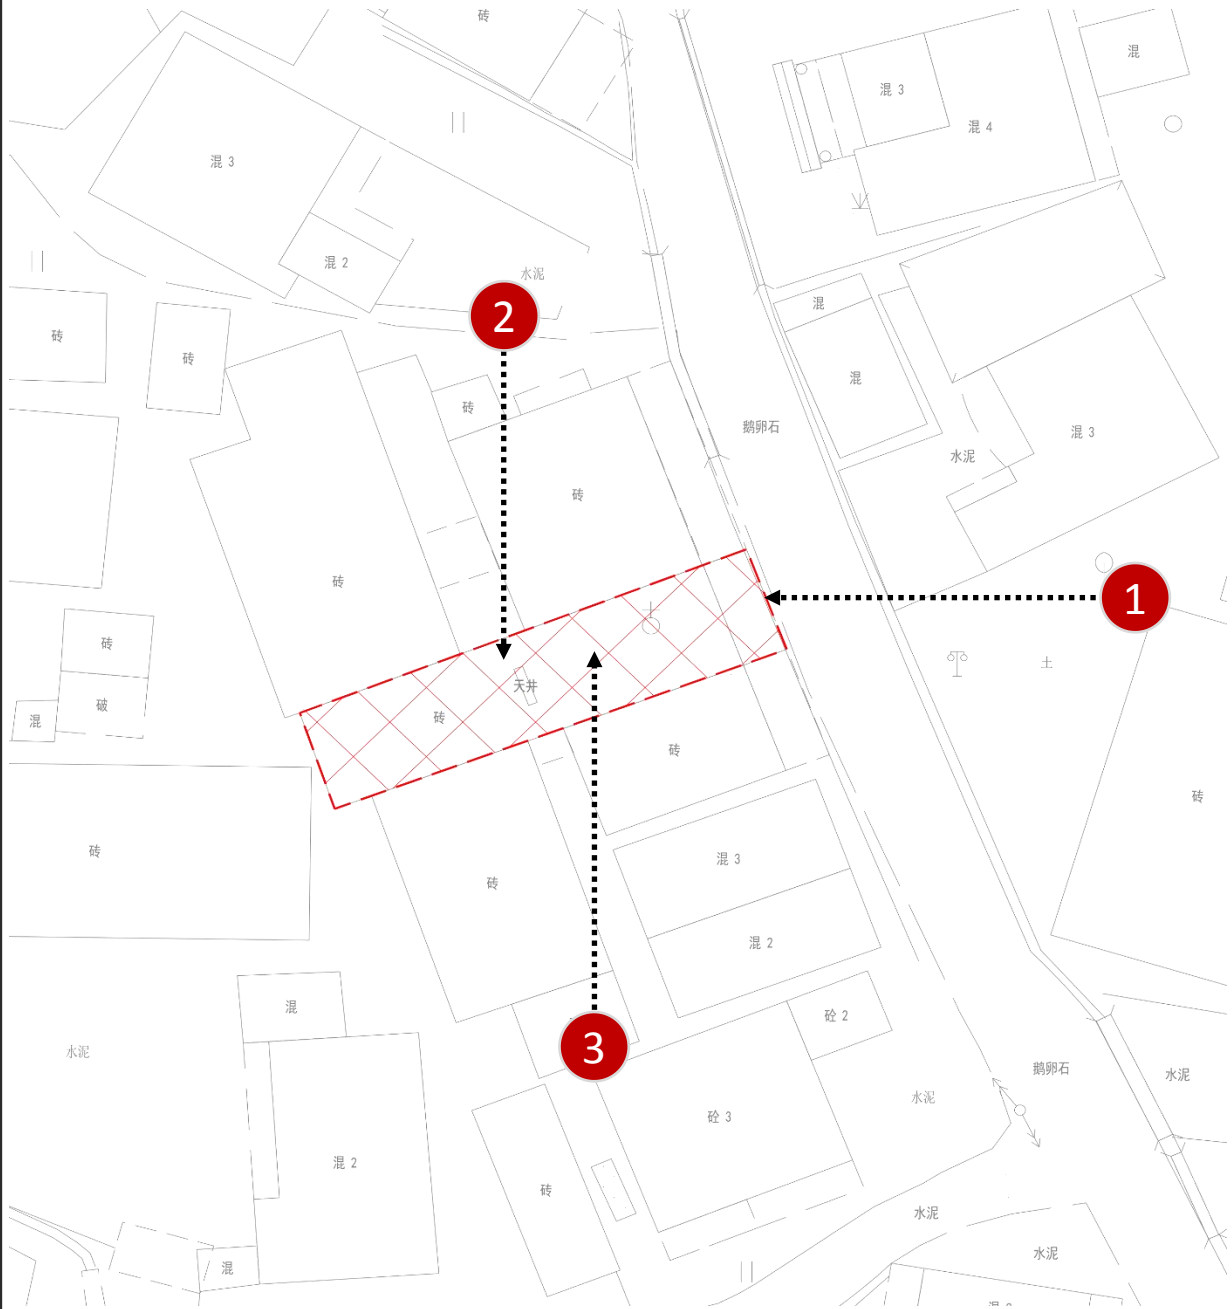 砖
混
混 3
混 4
混 3
混 2
水泥
混
2
砖
砖
混
砖
鹅卵石
混 3
水泥
砖
砖
1
砖
土
天井
砖
破
砖
混
砖
砖
砖
混 3
砖
混 2
混
砼 2
3
水泥
鹅卵石
水泥
水泥
砼 3
混 2
砖
水泥
水泥
混